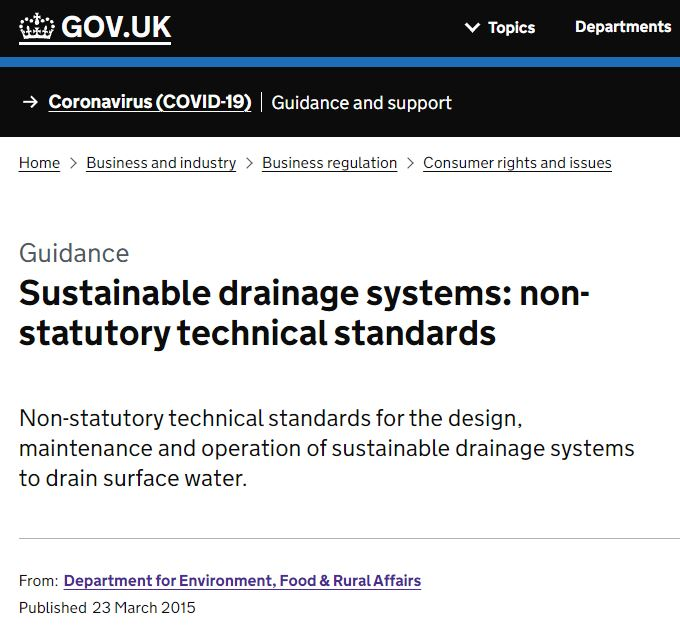 GOV.UK
Topics
Departments
→ Coronavirus (COVID-19) | Guidance and support
Home > Business and industry > Business regulation > Consumer rights and issues
Guidance
Sustainable drainage systems: non-
statutory technical standards
Non-statutory technical standards for the design,
maintenance and operation of sustainable drainage systems
to drain surface water.
From: Department for Environment, Food & Rural Affairs
Published 23 March 2015